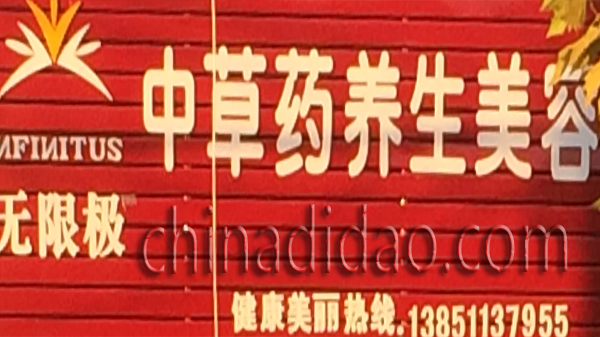 中草药养生美容
INFINITUS
无限极
chinadidao.com
健康美丽热线.13851137955